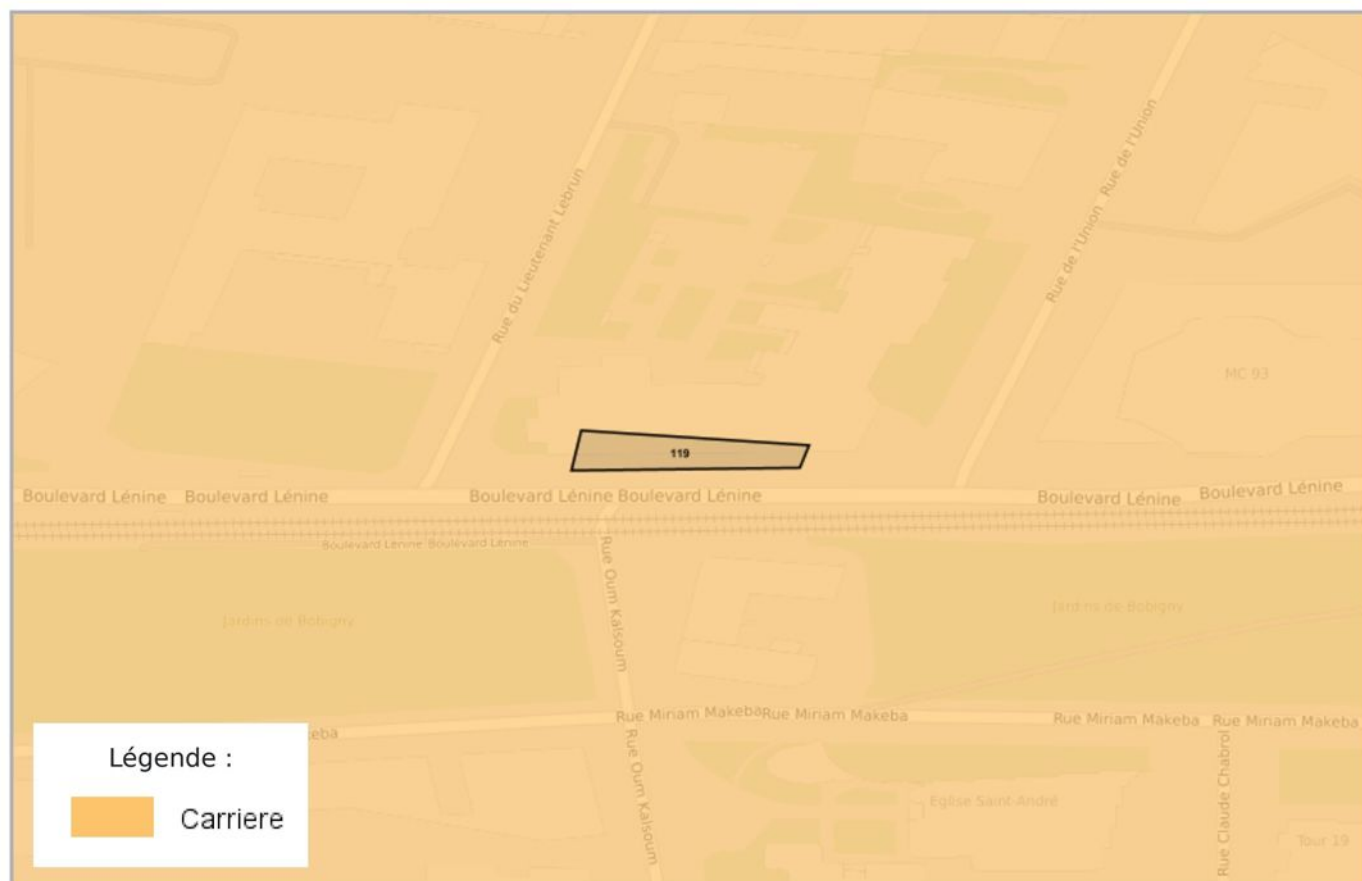 Rue du Lieutenant Lebrun
Rue de l'Union
Rue de l'Union
MC 93
119
Boulevard Lénine
Boulevard Lénine
Boulevard Lénine
Boulevard Lénine
Boulevard Lénine
Boulevard Lénine
Boulevard Lénine
Boulevard Lénine
Rue Oum Kalsoum
Jardins de Bobigny
Jardins de Bobigny
Rue Miriam Makeba
Rue Miriam Makeba
Rue Miriam Makeba
Rue Miriam Makeba
keba
Rue Oum Kalsoum
Rue Claude Chabrol
Eglise Saint-André
Tour 19
Légende :
Carriere